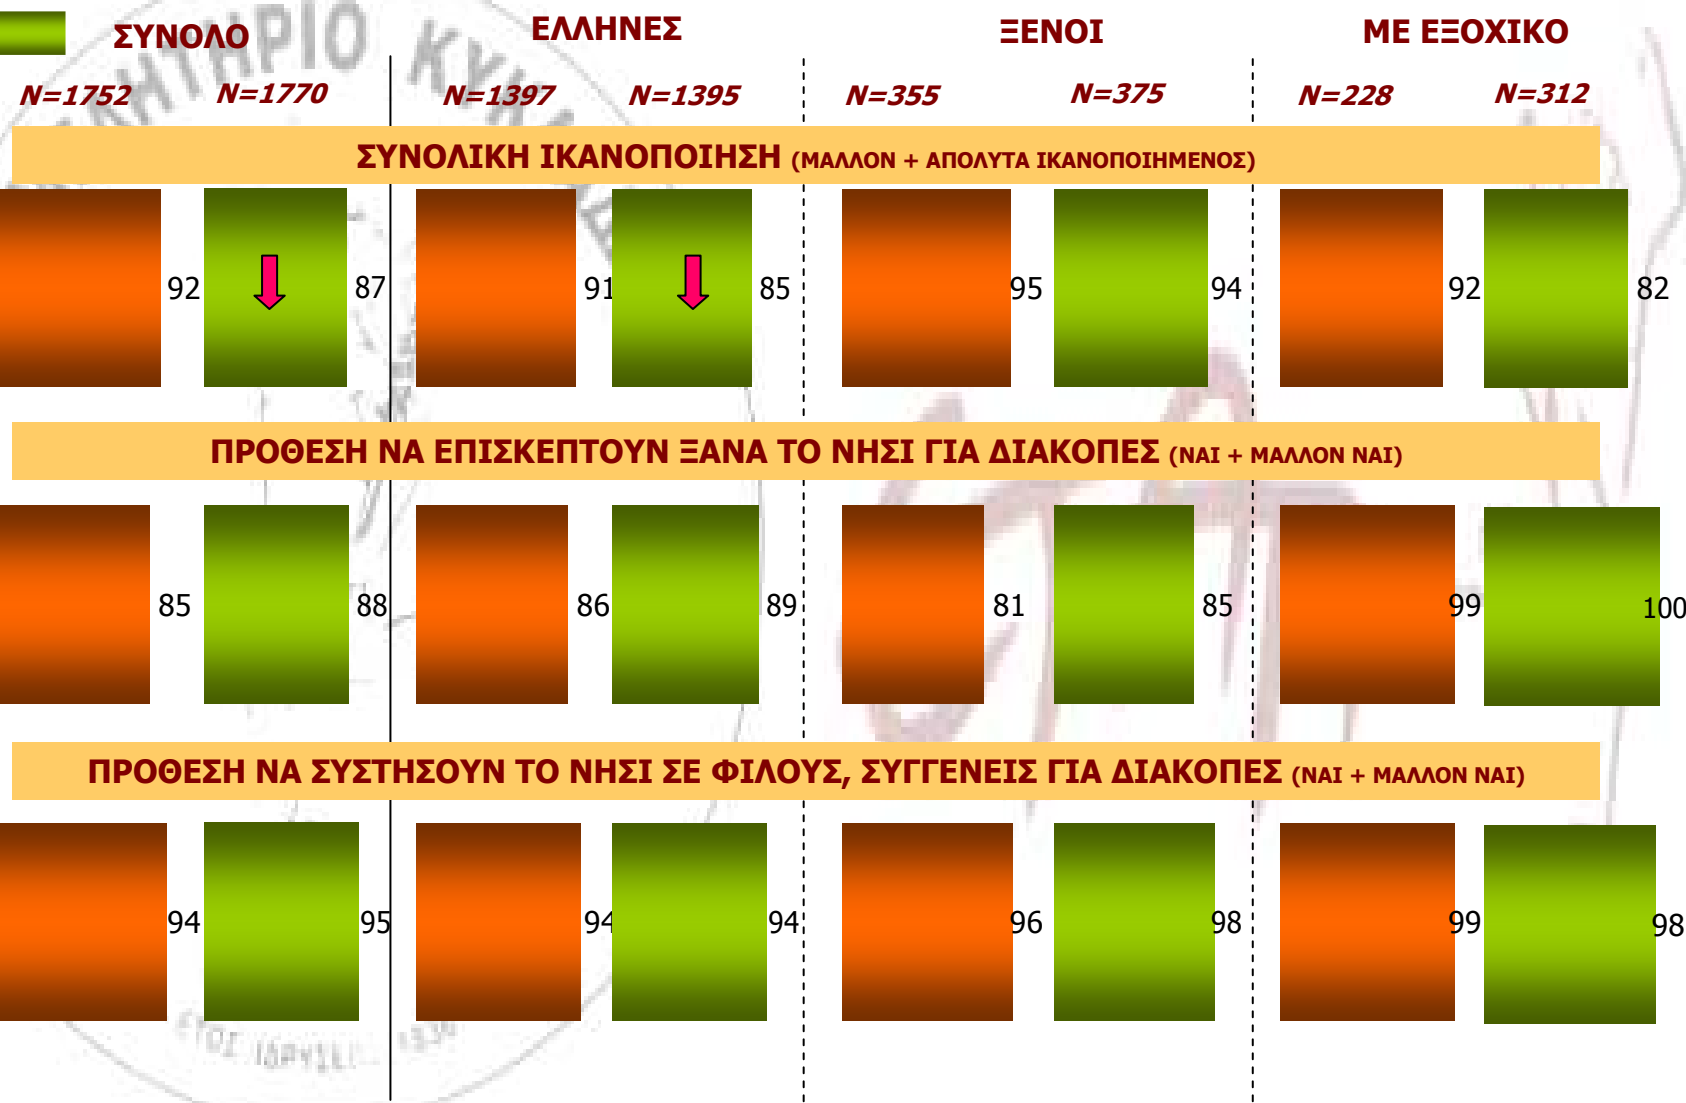 ΣΥΝΟΛΟ ΕΛΛΗΝΕΣ ΞΕΝΟΙ ΜΕ ΕΞΟΧΙΚΟ
N=1752 N=1770 N=1397 N=1395 N=355 N=375 N=228 N=312
ΣΥΝΟΛΙΚΗ ΙΚΑΝΟΠΟΙΗΣΗ (ΜΑΛΛΟΝ + ΑΠΟΛΥΤΑ ΙΚΑΝΟΠΟΙΗΜΕΝΟΣ)
92 87 91 85 95 94 92 82
ΠΡΟΘΕΣΗ ΝΑ ΕΠΙΣΚΕΠΤΟΥΝ ΞΑΝΑ ΤΟ ΝΗΣΙ ΓΙΑ ΔΙΑΚΟΠΕΣ (ΝΑΙ + ΜΑΛΛΟΝ ΝΑΙ)
85 88 86 89 81 85 99 100
ΠΡΟΘΕΣΗ ΝΑ ΣΥΣΤΗΣΟΥΝ ΤΟ ΝΗΣΙ ΣΕ ΦΙΛΟΥΣ, ΣΥΓΓΕΝΕΙΣ ΓΙΑ ΔΙΑΚΟΠΕΣ (ΝΑΙ + ΜΑΛΛΟΝ ΝΑΙ)
94 95 94 94 96 98 99 98